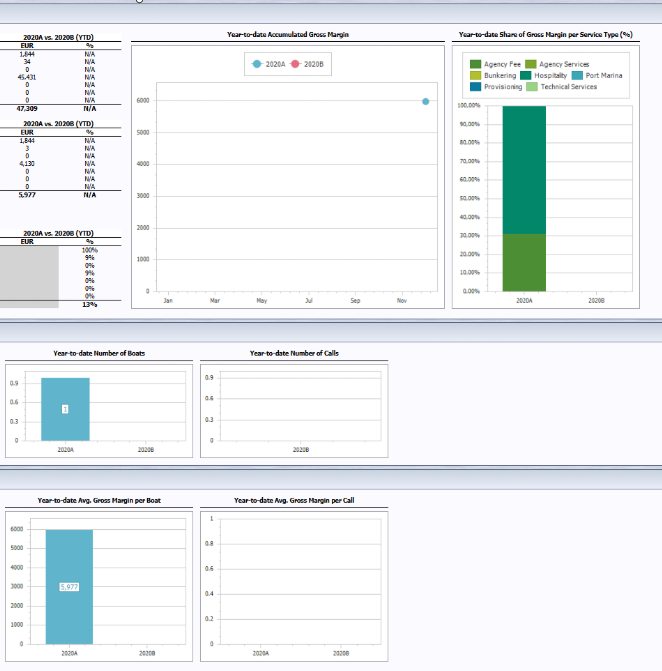 2020A vs. 2020B (YTD)
EUR %
1,844 N/A
34 N/A
0 N/A
45,431 N/A
0 N/A
0 N/A
0 N/A
47,309 N/A
2020A vs. 2020B (YTD)
EUR %
1,844 N/A
3 N/A
0 N/A
4,130 N/A
0 N/A
0 N/A
0 N/A
5,977 N/A
2020A vs. 2020B (YTD)
EUR %
100%
9%
0%
9%
0%
0%
0%
13%
Year-to-date Accumulated Gross Margin
2020A 2020B
6000
5000
4000
3000
2000
1000
0
Jan Mar May Jul Sep Nov
Year-to-date Share of Gross Margin per Service Type (%)
Agency Fee Agency Services
Bunkering Hospitality Port Marina
Provisioning Technical Services
100.00%
90.00%
80.00%
70.00%
60.00%
50.00%
40.00%
30.00%
20.00%
10.00%
0.00%
2020A 2020B
Year-to-date Number of Boats
0.9
0.6
0.3
0
1
2020A 2020B
Year-to-date Number of Calls
0.9
0.6
0.3
0
2020B
Year-to-date Avg. Gross Margin per Boat
6000
5000
4000
3000
2000
1000
0
5,977
2020A 2020B
Year-to-date Avg. Gross Margin per Call
1
0.8
0.6
0.4
0.2
0
2020A 2020B